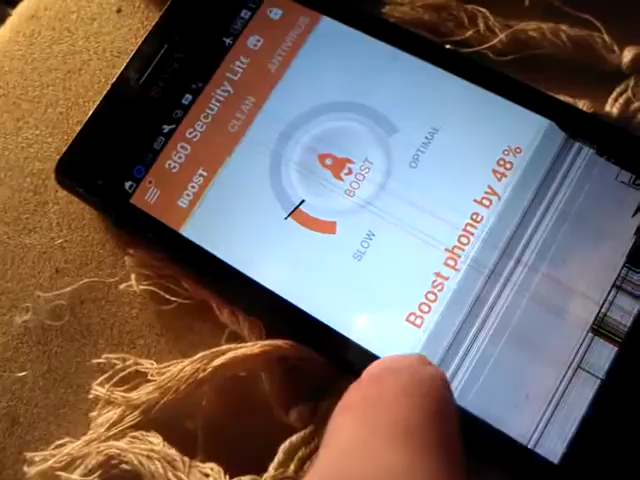 360 Security Lite
BOOST
CLEAN
ANTIVIRUS
BOOST
SLOW
OPTIMAL
Boost phone by 48%